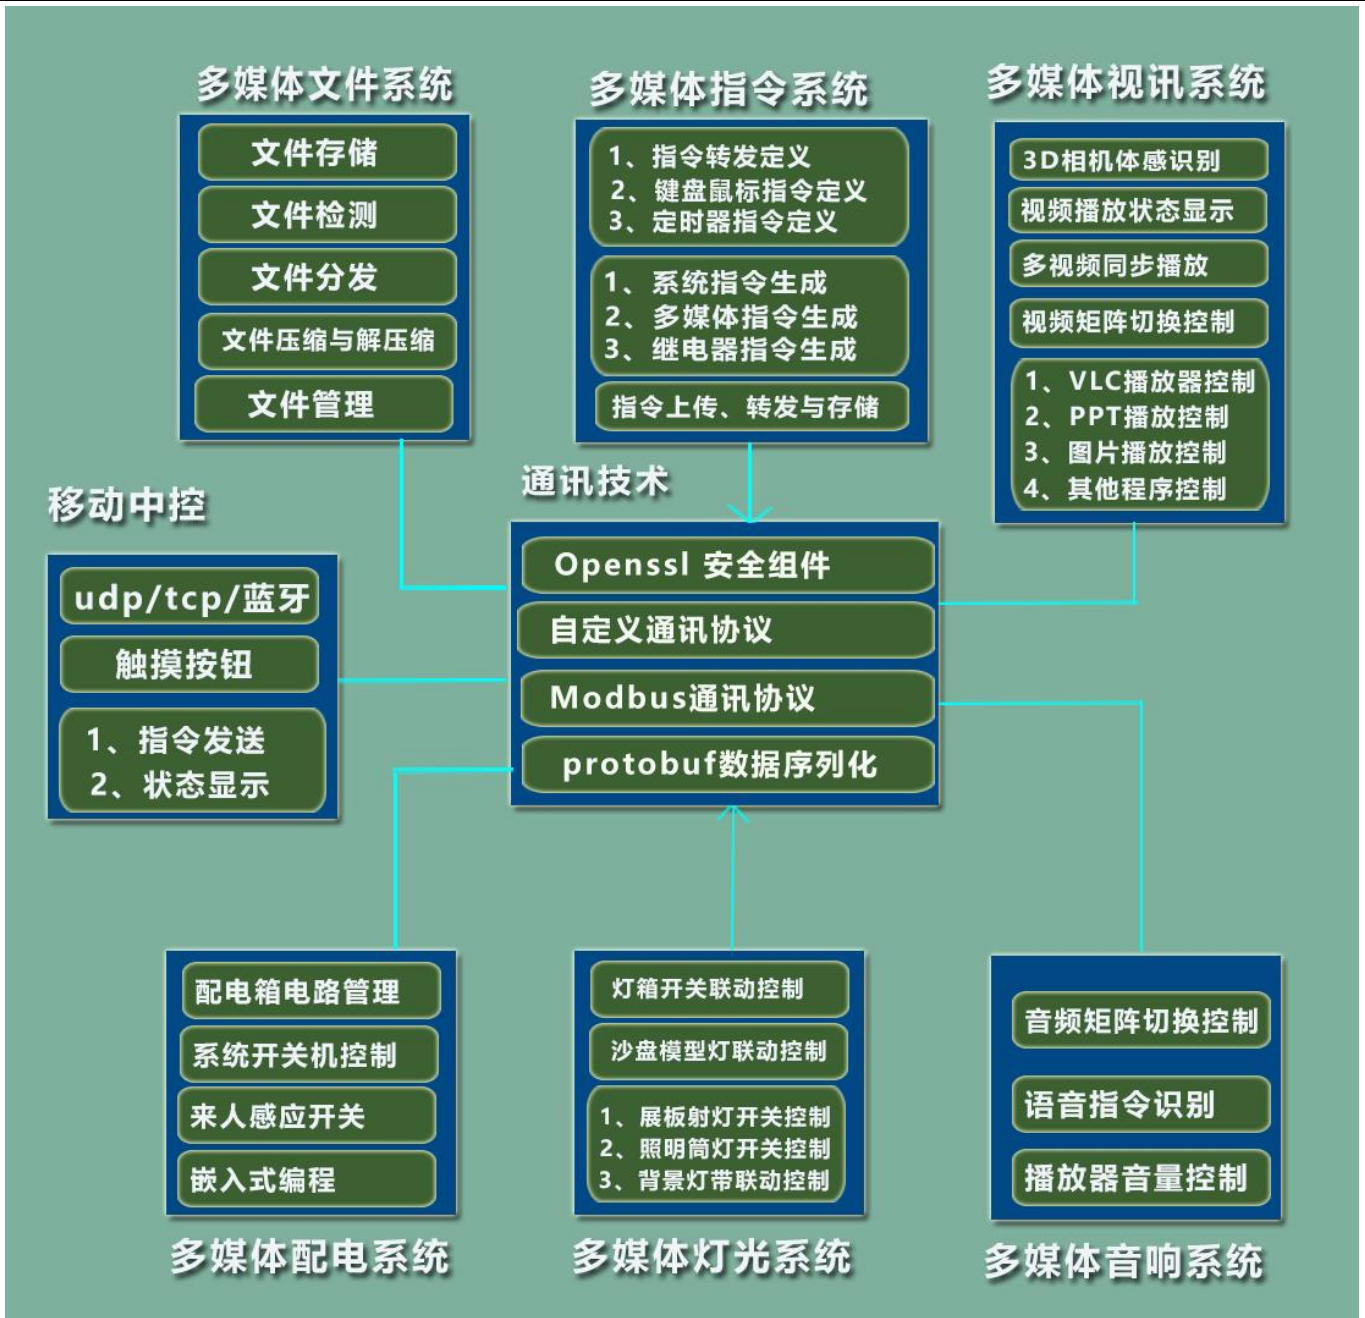 多媒体文件系统
文件存储
文件检测
文件分发
文件压缩与解压缩
文件管理
多媒体指令系统
1、指令转发定义
2、键盘鼠标指令定义
3、定时器指令定义
1、系统指令生成
2、多媒体指令生成
3、继电器指令生成
指令上传、转发与存储
多媒体视讯系统
3D相机体感识别
视频播放状态显示
多视频同步播放
视频矩阵切换控制
1、VLC播放器控制
2、PPT播放控制
3、图片播放控制
4、其他程序控制
移动中控
udp/tcp/蓝牙
触摸按钮
1、指令发送
2、状态显示
通讯技术
Openssl 安全组件
自定义通讯协议
Modbus通讯协议
protobuf数据序列化
配电箱电路管理
系统开关机控制
来人感应开关
嵌入式编程
多媒体配电系统
灯箱开关联动控制
沙盘模型灯联动控制
1、展板射灯开关控制
2、照明筒灯开关控制
3、背景灯带联动控制
多媒体灯光系统
音频矩阵切换控制
语音指令识别
播放器音量控制
多媒体音响系统